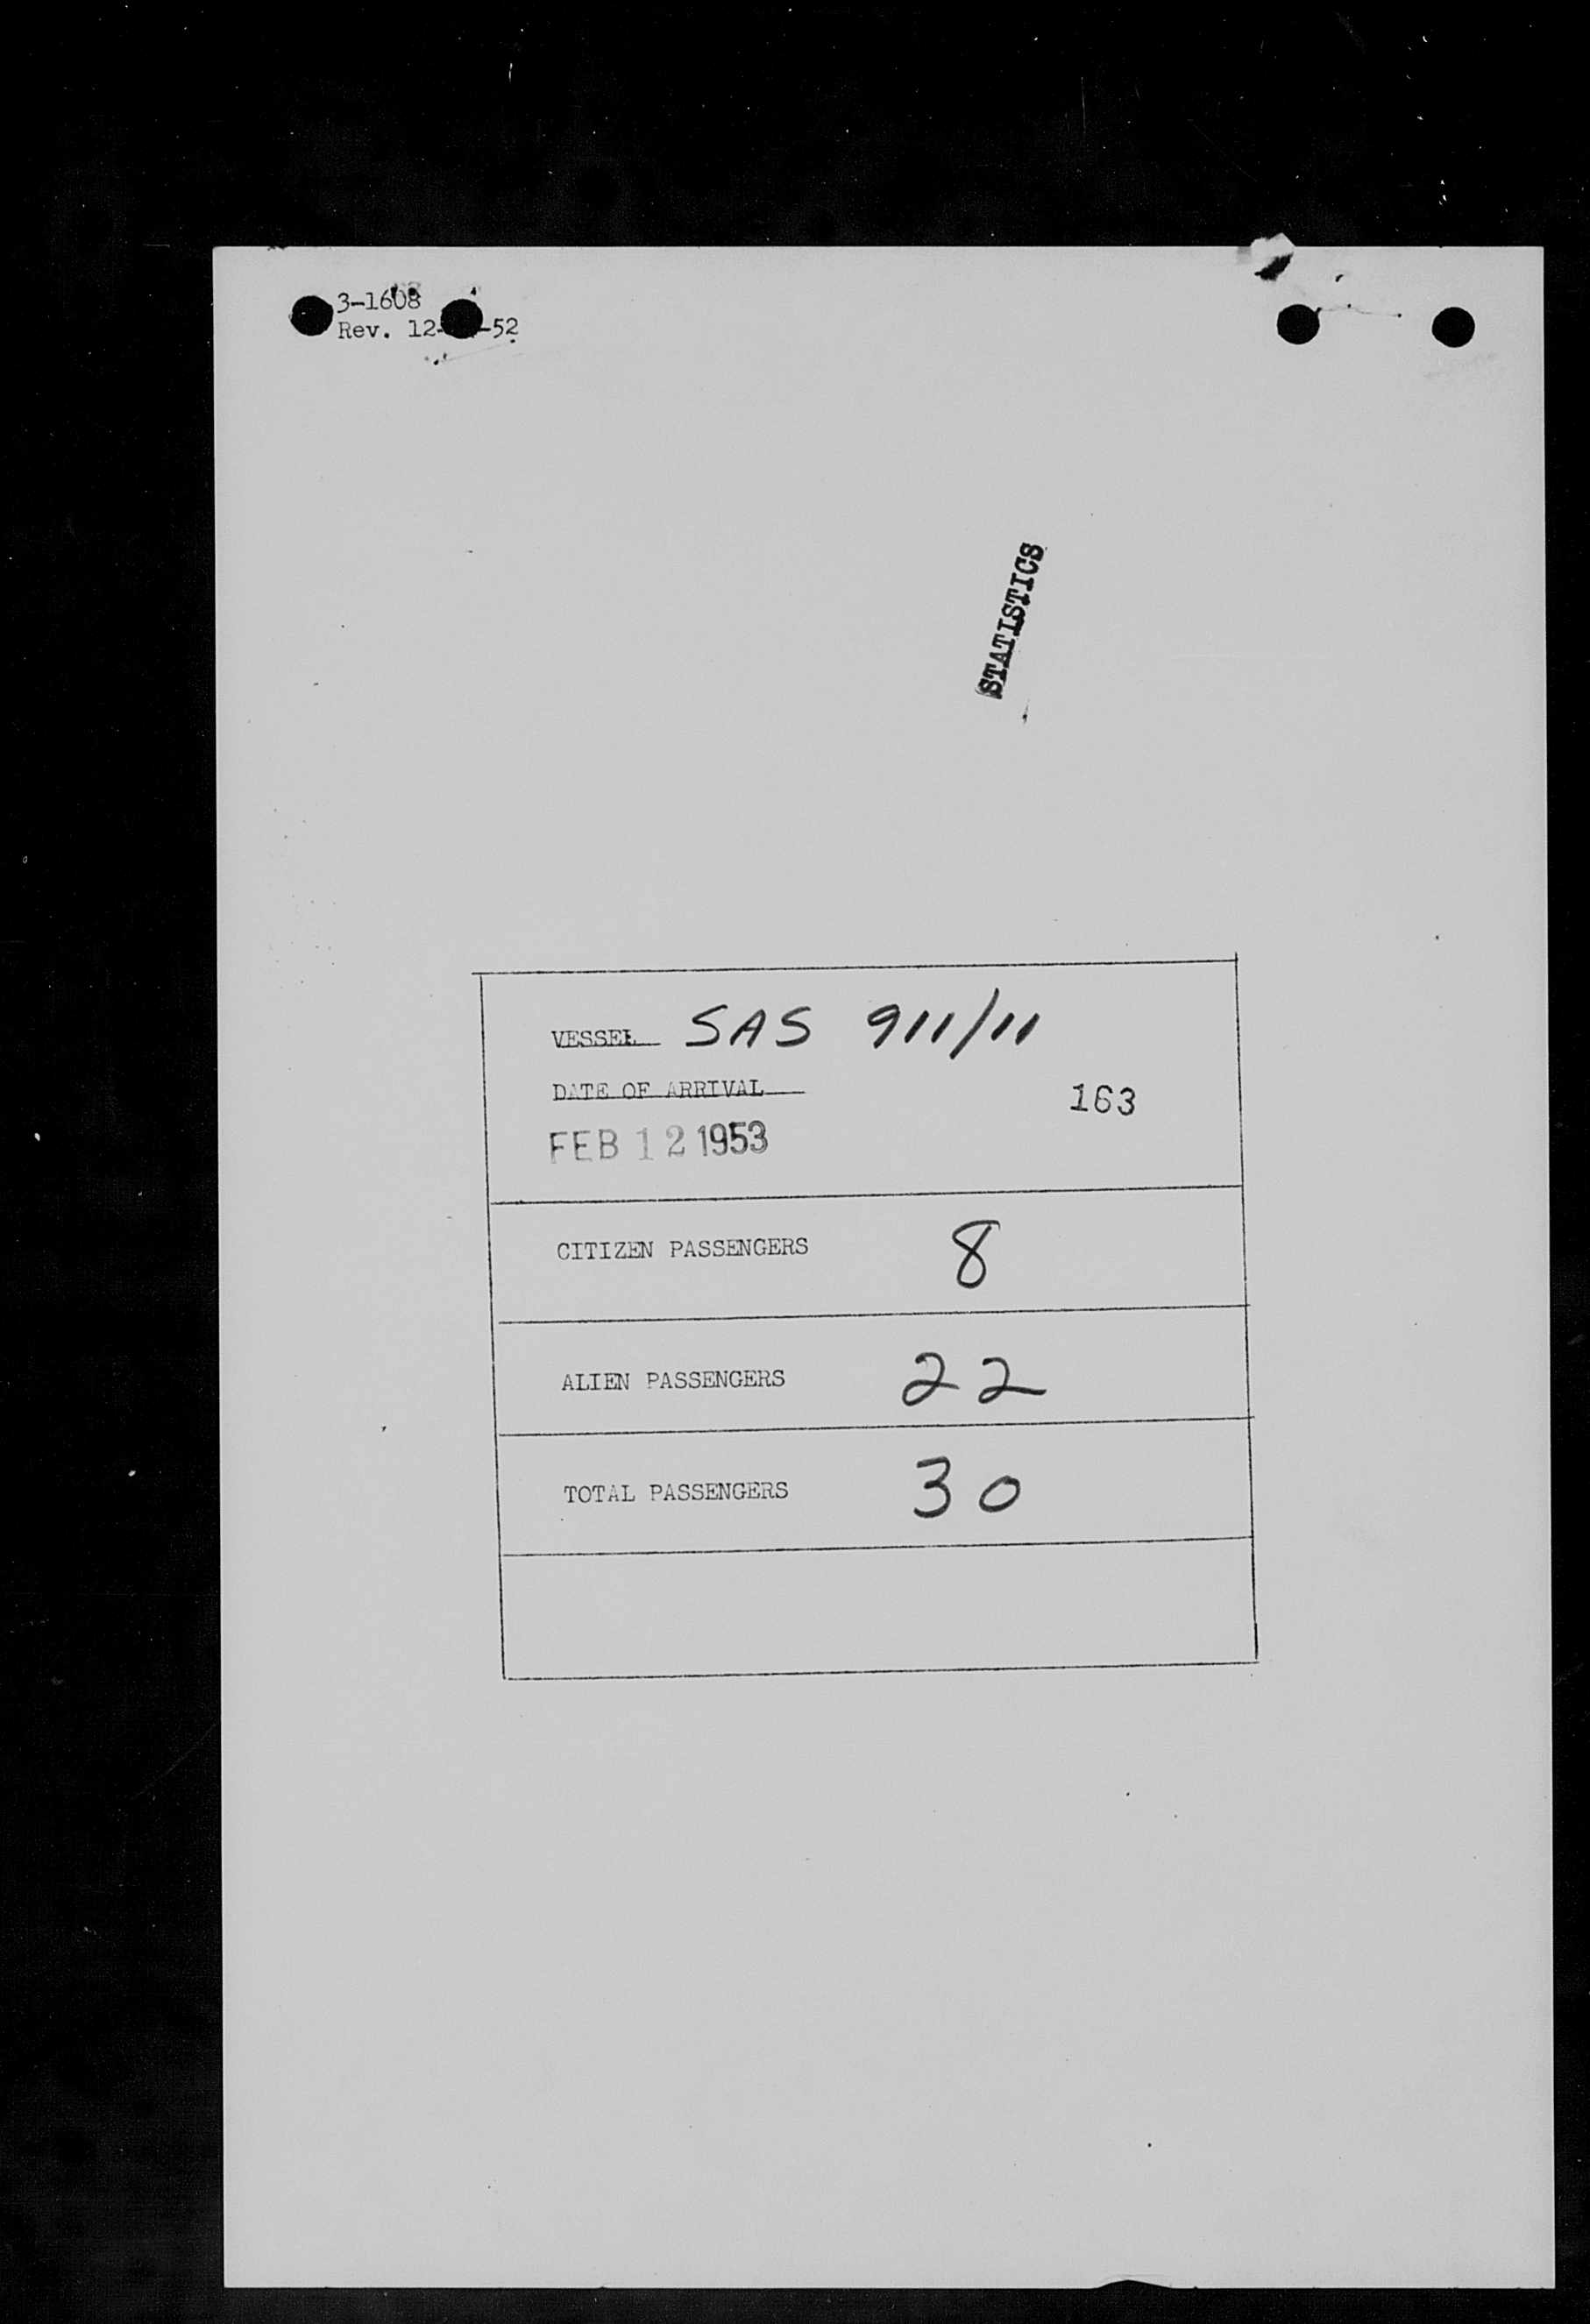 3-1608
Rev. 12- -52
STATISTICS
VESSEL SAS 911/11
DATE OF ARRIVAL
163
FEB 12 1953
CITIZEN PASSENGERS 8
ALIEN PASSENGERS 22
TOTAL PASSENGERS 30